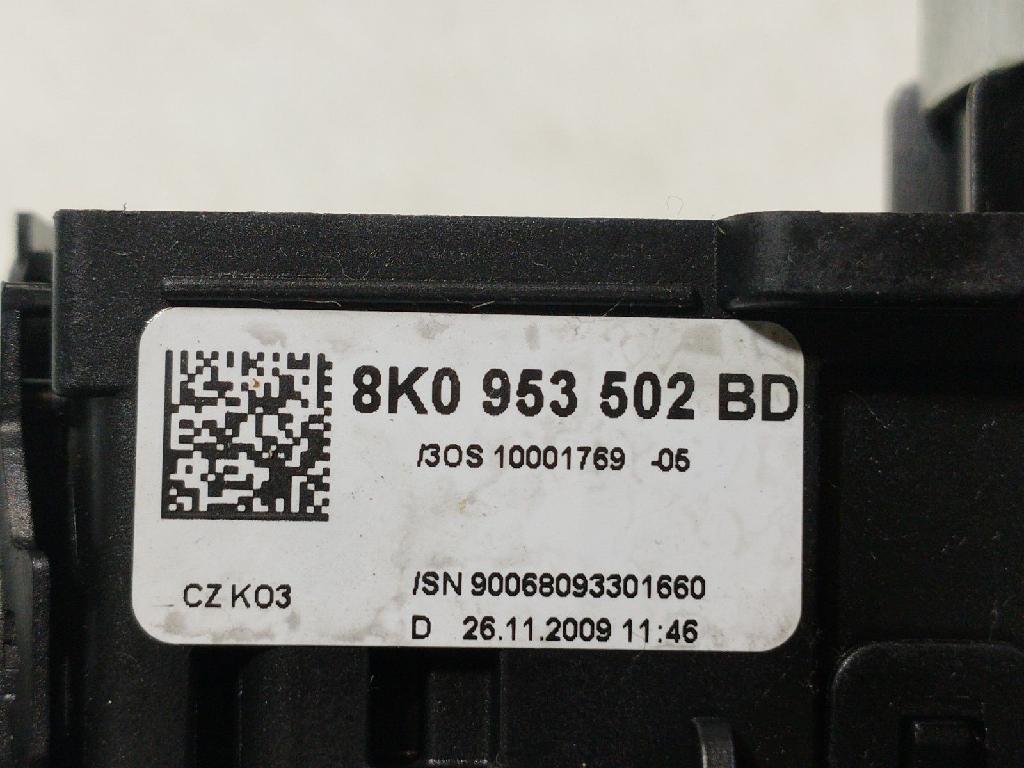 8K0 953 502 BD
/3OS 10001769 -05
CZ K03
/SN 90068093301660
D 26.11.2009 11:46